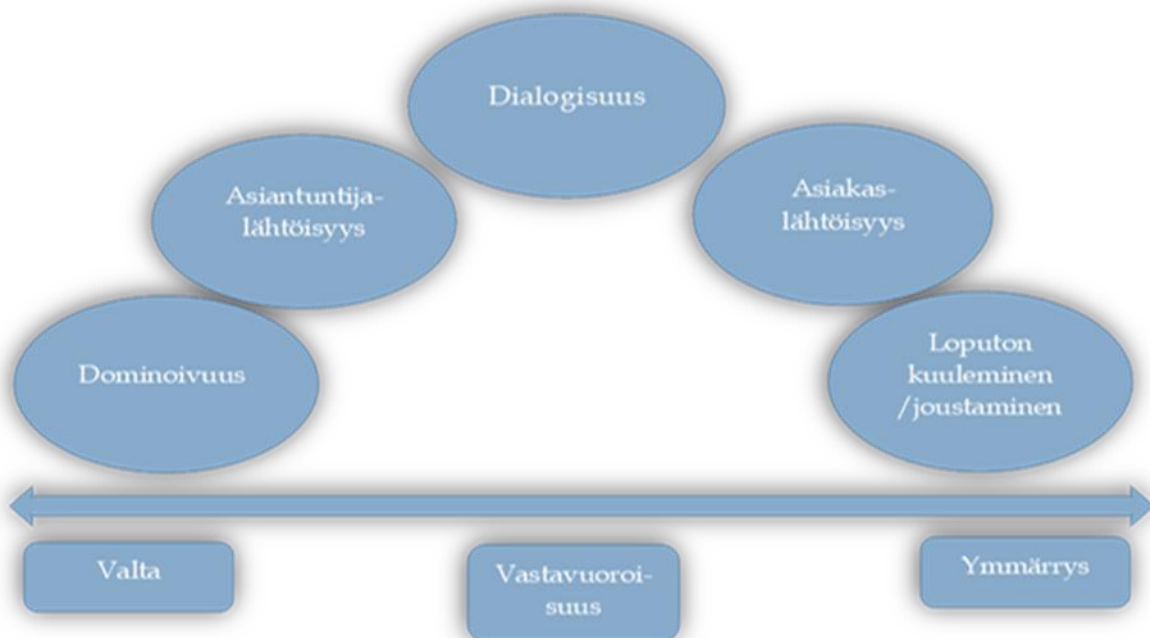 Dialogisuus
Asiantuntija-
lähtöisyys
Asiakas-
lähtöisyys
Dominoivuus
Loputon
kuuleminen
/joustaminen
Valta
Vastavuoroi-
suus
Ymmärrys